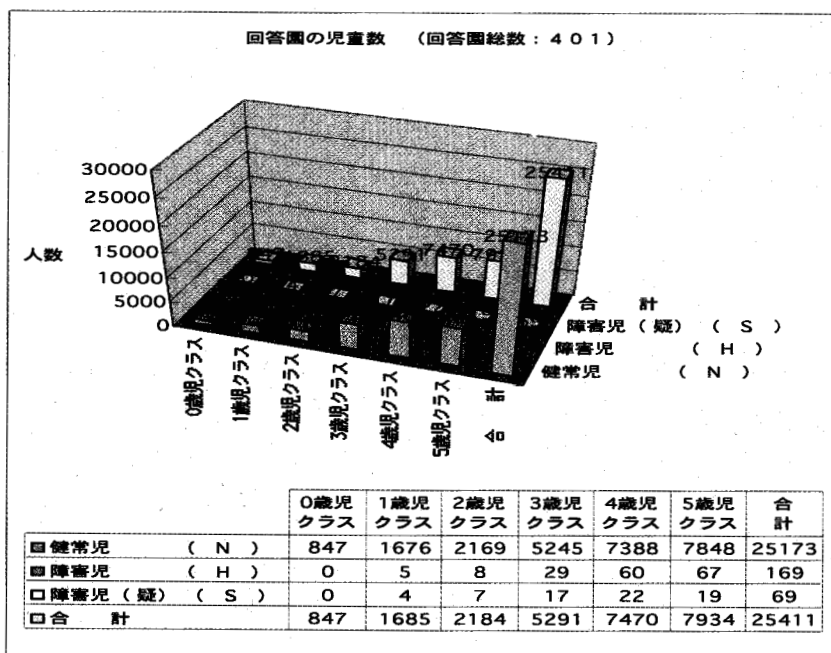 回答園の児童数 （回答園総数：401）
30000
25000
20000
15000
10000
5000
0
人数
5291
7470
25411
合 計
障害児（疑） （ S ）
障害児 （ H ）
健常児 （ N ）
0歳児クラス
1歳児クラス
2歳児クラス
3歳児クラス
4歳児クラス
5歳児クラス
合 計
0歳児クラス 1歳児クラス 2歳児クラス 3歳児クラス 4歳児クラス 5歳児クラス 合計
健常児 （ N ） 847 1676 2169 5245 7388 7848 25173
障害児 （ H ） 0 5 8 29 60 67 169
障害児（疑） （ S ） 0 4 7 17 22 19 69
合 計 847 1685 2184 5291 7470 7934 25411